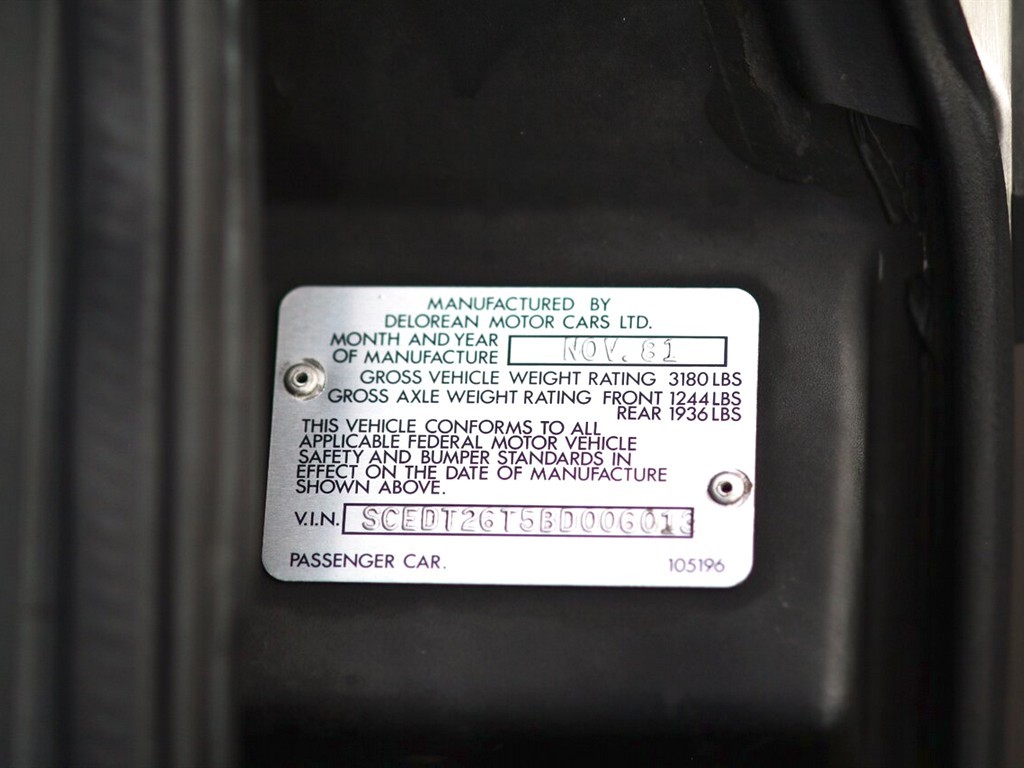 MANUFACTURED BY
DELOREAN MOTOR CARS LTD.
MONTH AND YEAR
OF MANUFACTURE NOV. 81
GROSS VEHICLE WEIGHT RATING 3180 LBS
GROSS AXLE WEIGHT RATING FRONT 1244 LBS
REAR 1936 LBS
THIS VEHICLE CONFORMS TO ALL
APPLICABLE FEDERAL MOTOR VEHICLE
SAFETY AND BUMPER STANDARDS IN
EFFECT ON THE DATE OF MANUFACTURE
SHOWN ABOVE.
V.I.N. SCEDT26T5BD006013
PASSENGER CAR. 105196